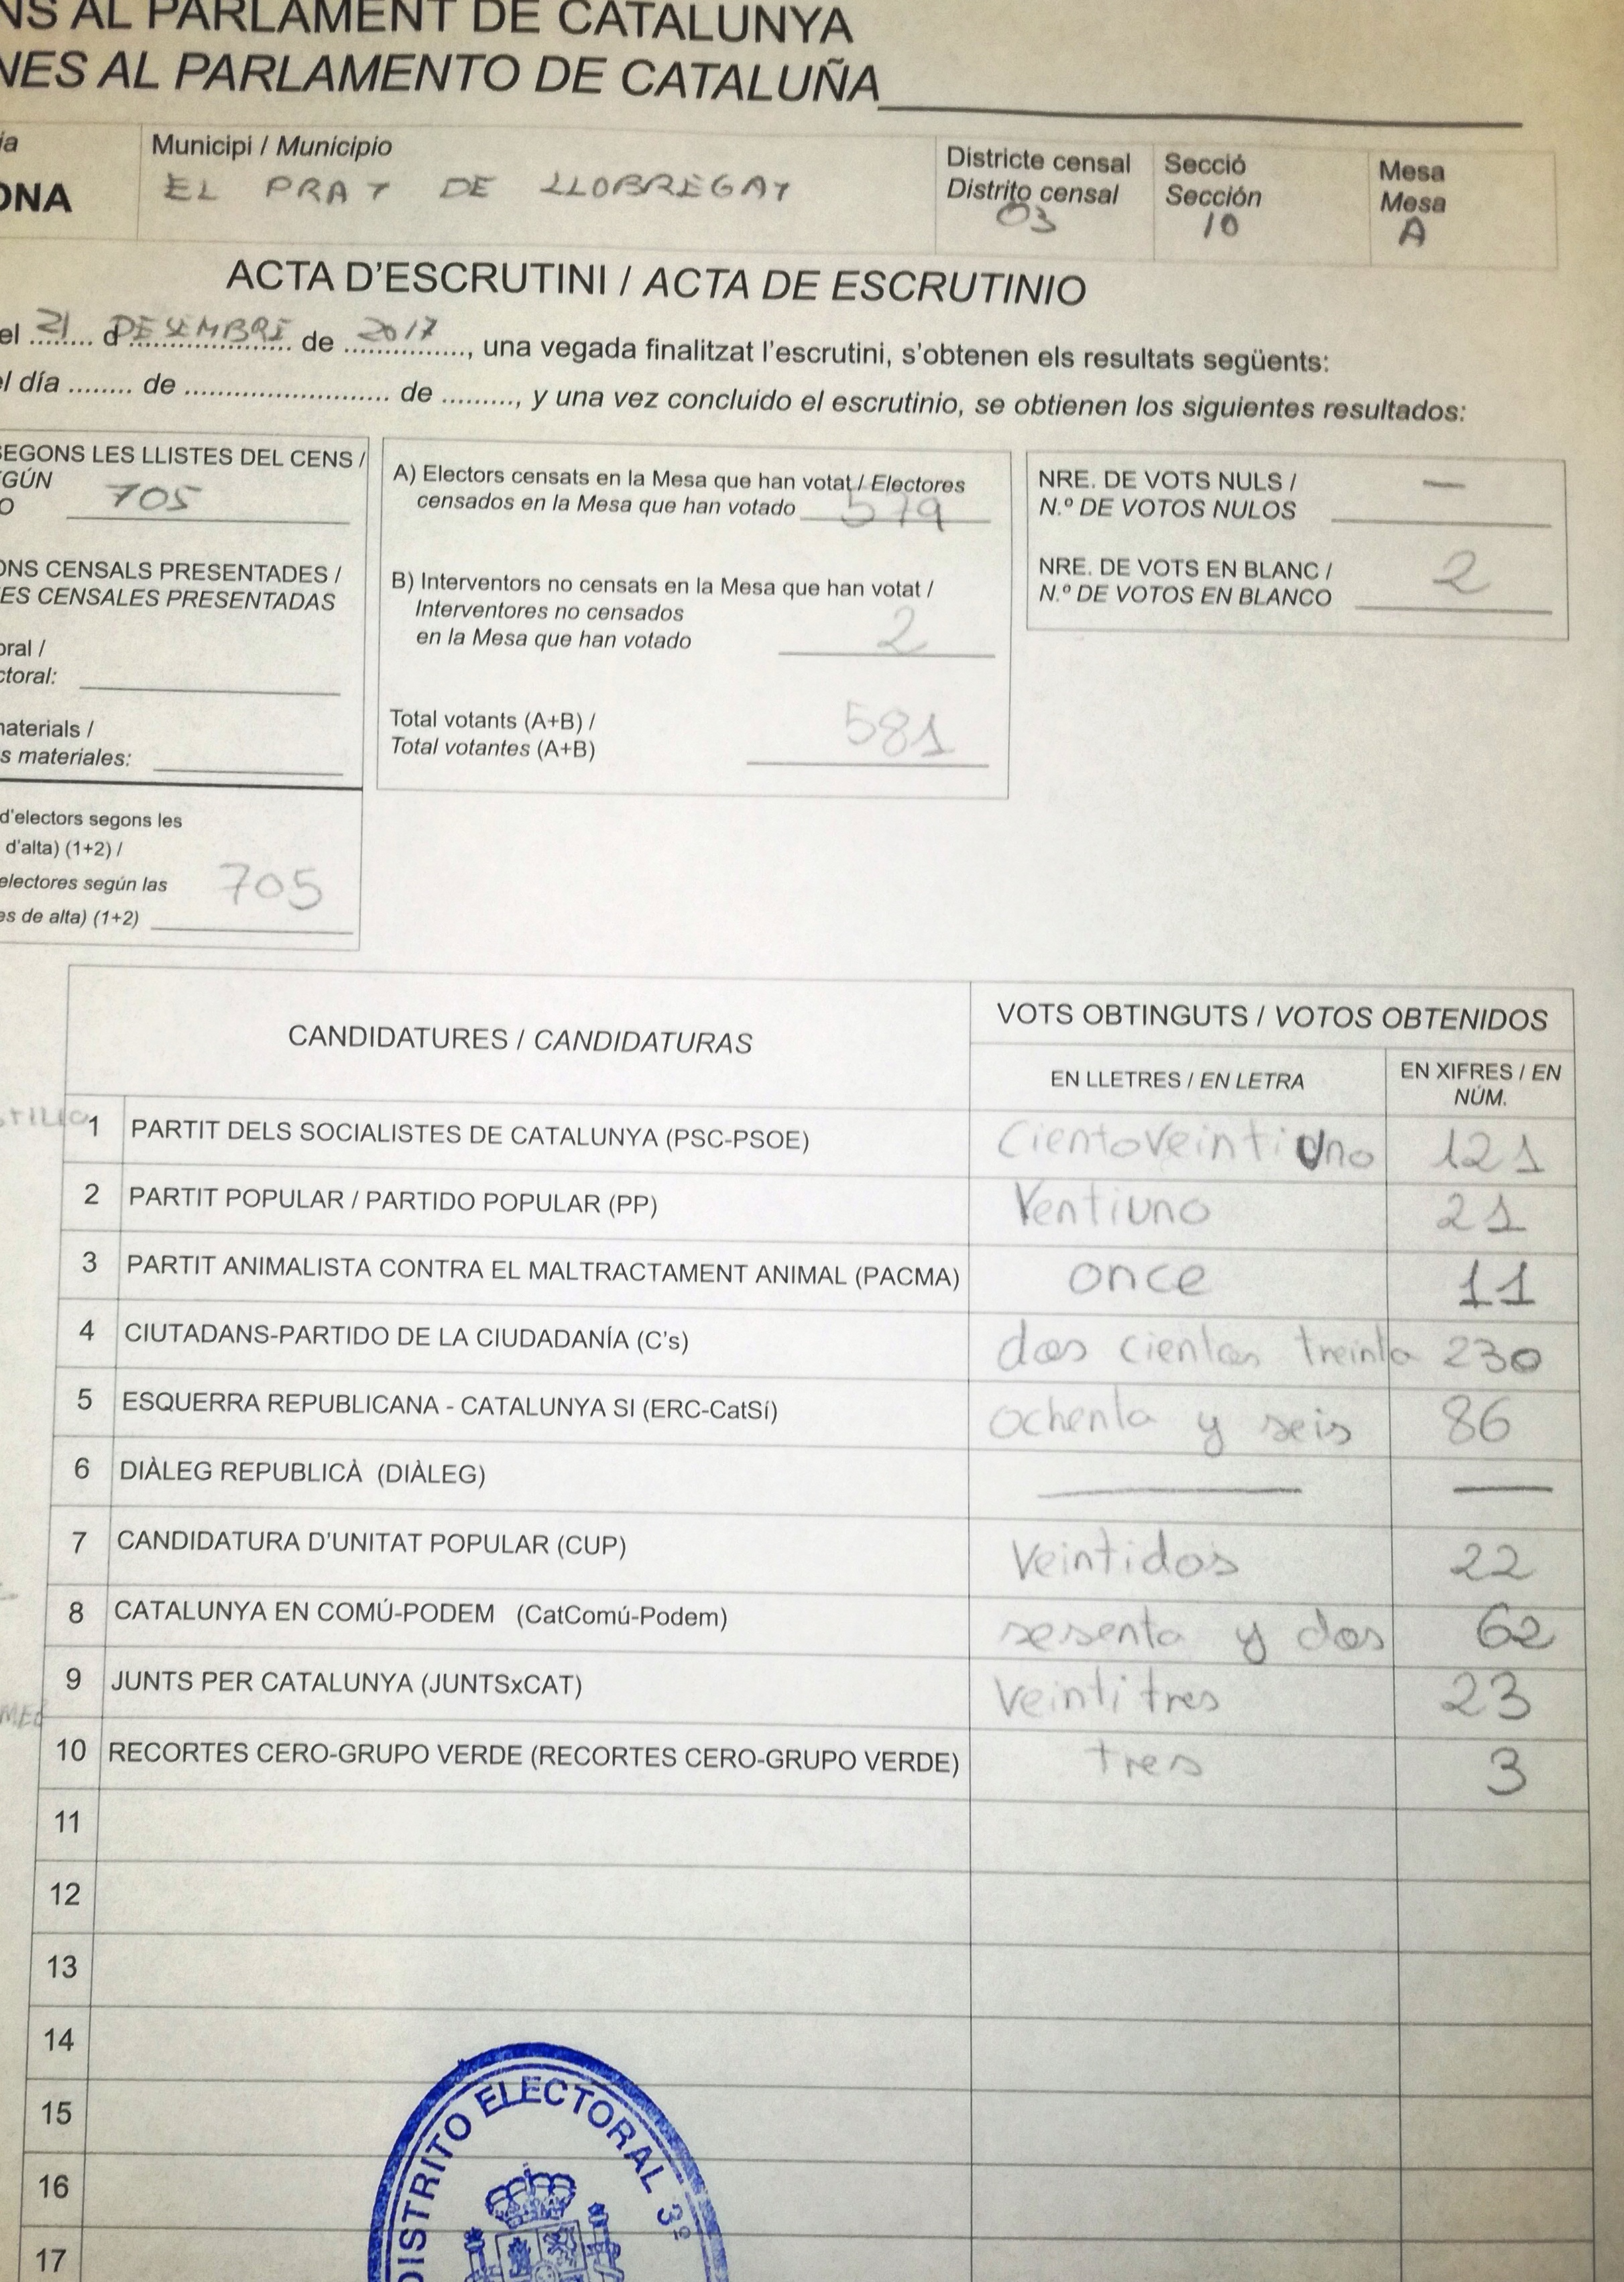 NS AL PARLAMENT DE CATALUNYA
NES AL PARLAMENTO DE CATALUÑA
ia
ONA
Municipi / Municipio
EL PRAT DE LLOBREGAT
Districte censal
Distrito censal
03
Secció
Sección
10
Mesa
Mesa
A
ACTA D'ESCRUTINI / ACTA DE ESCRUTINIO
el 21 d DESEMBRE de 2017, una vegada finalitzat l'escrutini, s'obtenen els resultats següents:
el día ........ de .......................... de ........., y una vez concluido el escrutinio, se obtienen los siguientes resultados:
SEGONS LES LLISTES DEL CENS /
EGÚN
O 705
ONS CENSALS PRESENTADES /
ES CENSALES PRESENTADAS
oral /
ctoral:
materials /
s materiales:
d'electors segons les
d'alta) (1+2) /
electores según las
es de alta) (1+2) 705
A) Electors censats en la Mesa que han votat / Electores
censados en la Mesa que han votado 579
B) Interventors no censats en la Mesa que han votat /
Interventores no censados
en la Mesa que han votado 2
Total votants (A+B) /
Total votantes (A+B) 581
NRE. DE VOTS NULS /
N.º DE VOTOS NULOS —
NRE. DE VOTS EN BLANC /
N.º DE VOTOS EN BLANCO 2
CANDIDATURES / CANDIDATURAS
VOTS OBTINGUTS / VOTOS OBTENIDOS
EN LLETRES / EN LETRA
EN XIFRES / EN
NÚM.
1 PARTIT DELS SOCIALISTES DE CATALUNYA (PSC-PSOE) Cientoveintiuno 121
2 PARTIT POPULAR / PARTIDO POPULAR (PP) Ventiuno 21
3 PARTIT ANIMALISTA CONTRA EL MALTRACTAMENT ANIMAL (PACMA) once 11
4 CIUTADANS-PARTIDO DE LA CIUDADANÍA (C's) dos cientos treinta 230
5 ESQUERRA REPUBLICANA - CATALUNYA SI (ERC-CatSí) ochenta y seis 86
6 DIÀLEG REPUBLICÀ (DIÀLEG) — —
7 CANDIDATURA D'UNITAT POPULAR (CUP) Veintidos 22
8 CATALUNYA EN COMÚ-PODEM (CatComú-Podem) sesenta y dos 62
9 JUNTS PER CATALUNYA (JUNTSxCAT) Veintitres 23
10 RECORTES CERO-GRUPO VERDE (RECORTES CERO-GRUPO VERDE) tres 3
11
12
13
14
15
16
17
DISTRITO ELECTORAL 3º